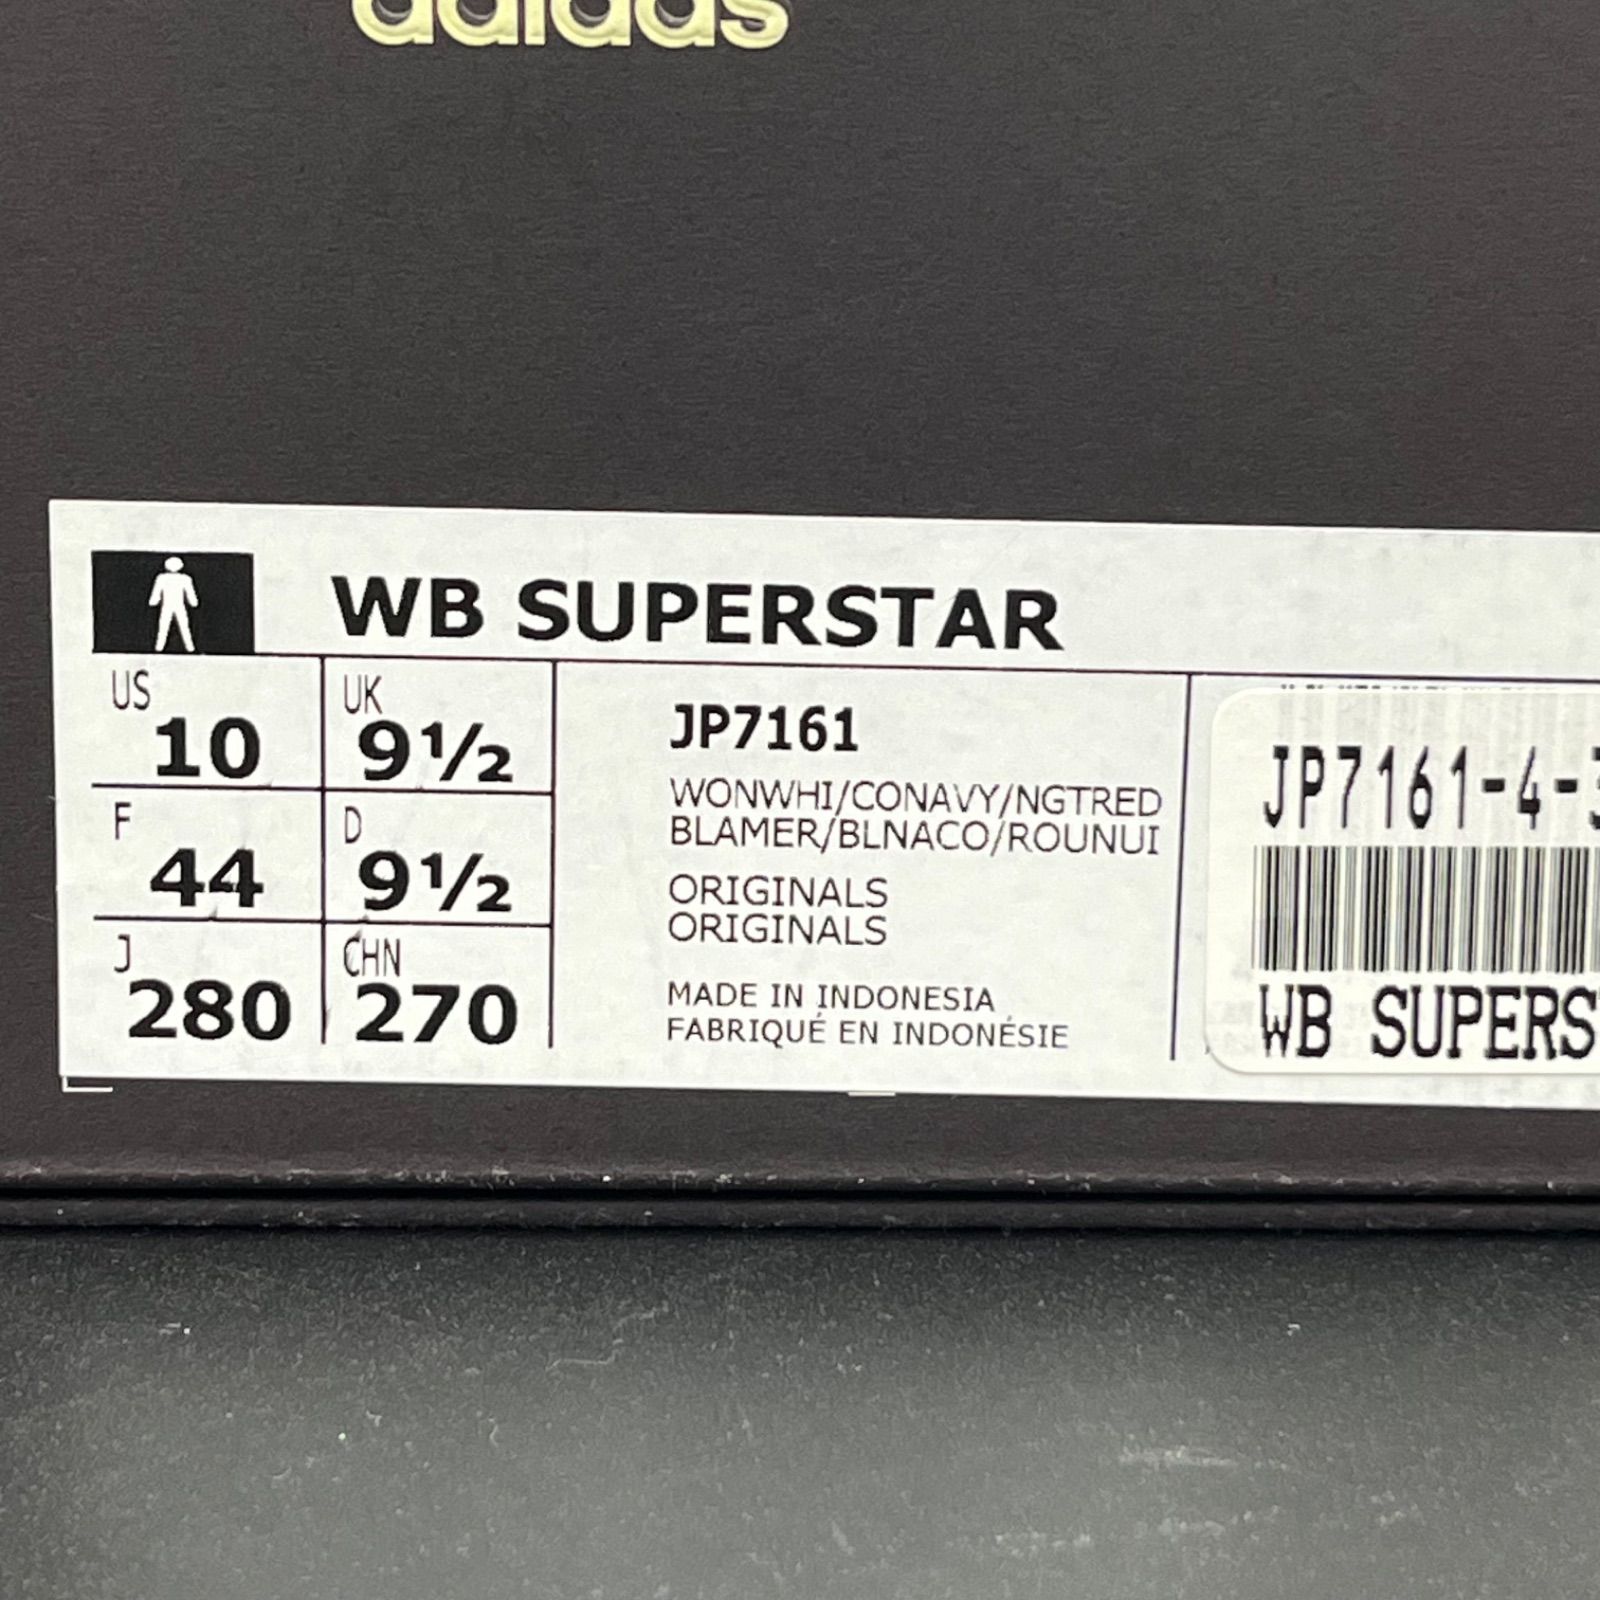 adidas
WB SUPERSTAR
US 10 UK 9½
F 44 D 9½
J 280 CHN 270
JP7161
WONWHI/CONAVY/NGTRED
BLAMER/BLNACO/ROUNUI
ORIGINALS
ORIGINALS
MADE IN INDONESIA
FABRIQUÉ EN INDONÉSIE
JP7161-4-
WB SUPERS